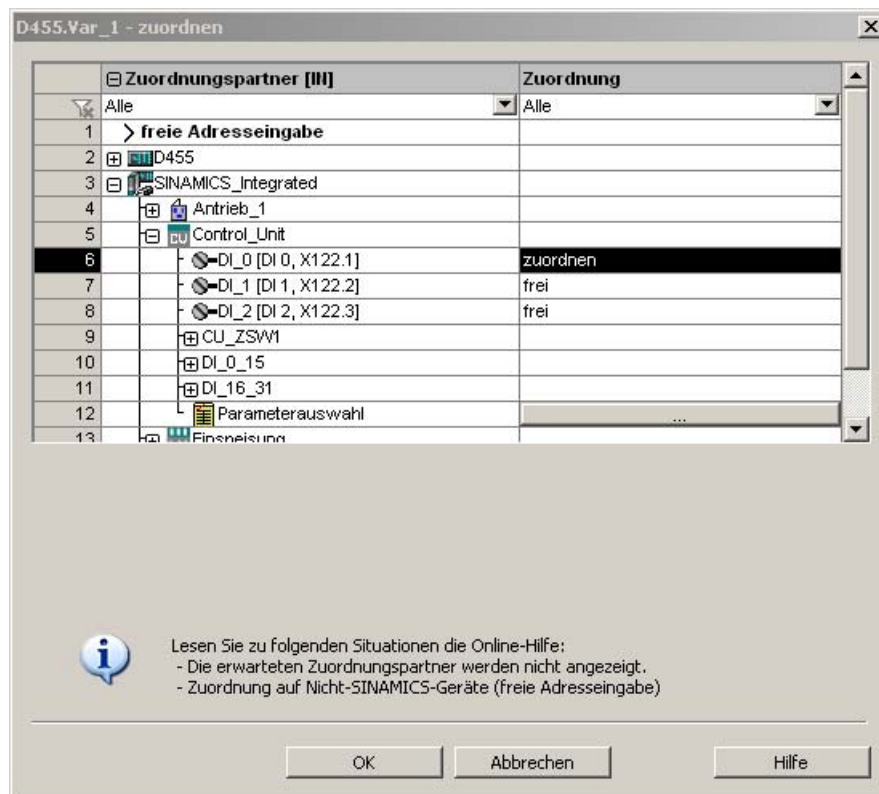 D455.Var_1 - zuordnen
Zuordnungspartner [IN] Zuordnung
Alle Alle
1 freie Adresseingabe
2 D455
3 SINAMICS_Integrated
4 Antrieb_1
5 CU Control_Unit
6 DI_0 [DI 0, X122.1] zuordnen
7 DI_1 [DI 1, X122.2] frei
8 DI_2 [DI 2, X122.3] frei
9 CU_ZSW1
10 DI_0_15
11 DI_16_31
12 Parameterauswahl ...
13 Einspeisung
Lesen Sie zu folgenden Situationen die Online-Hilfe:
- Die erwarteten Zuordnungspartner werden nicht angezeigt.
- Zuordnung auf Nicht-SINAMICS-Geräte (freie Adresseingabe)
OK Abbrechen Hilfe